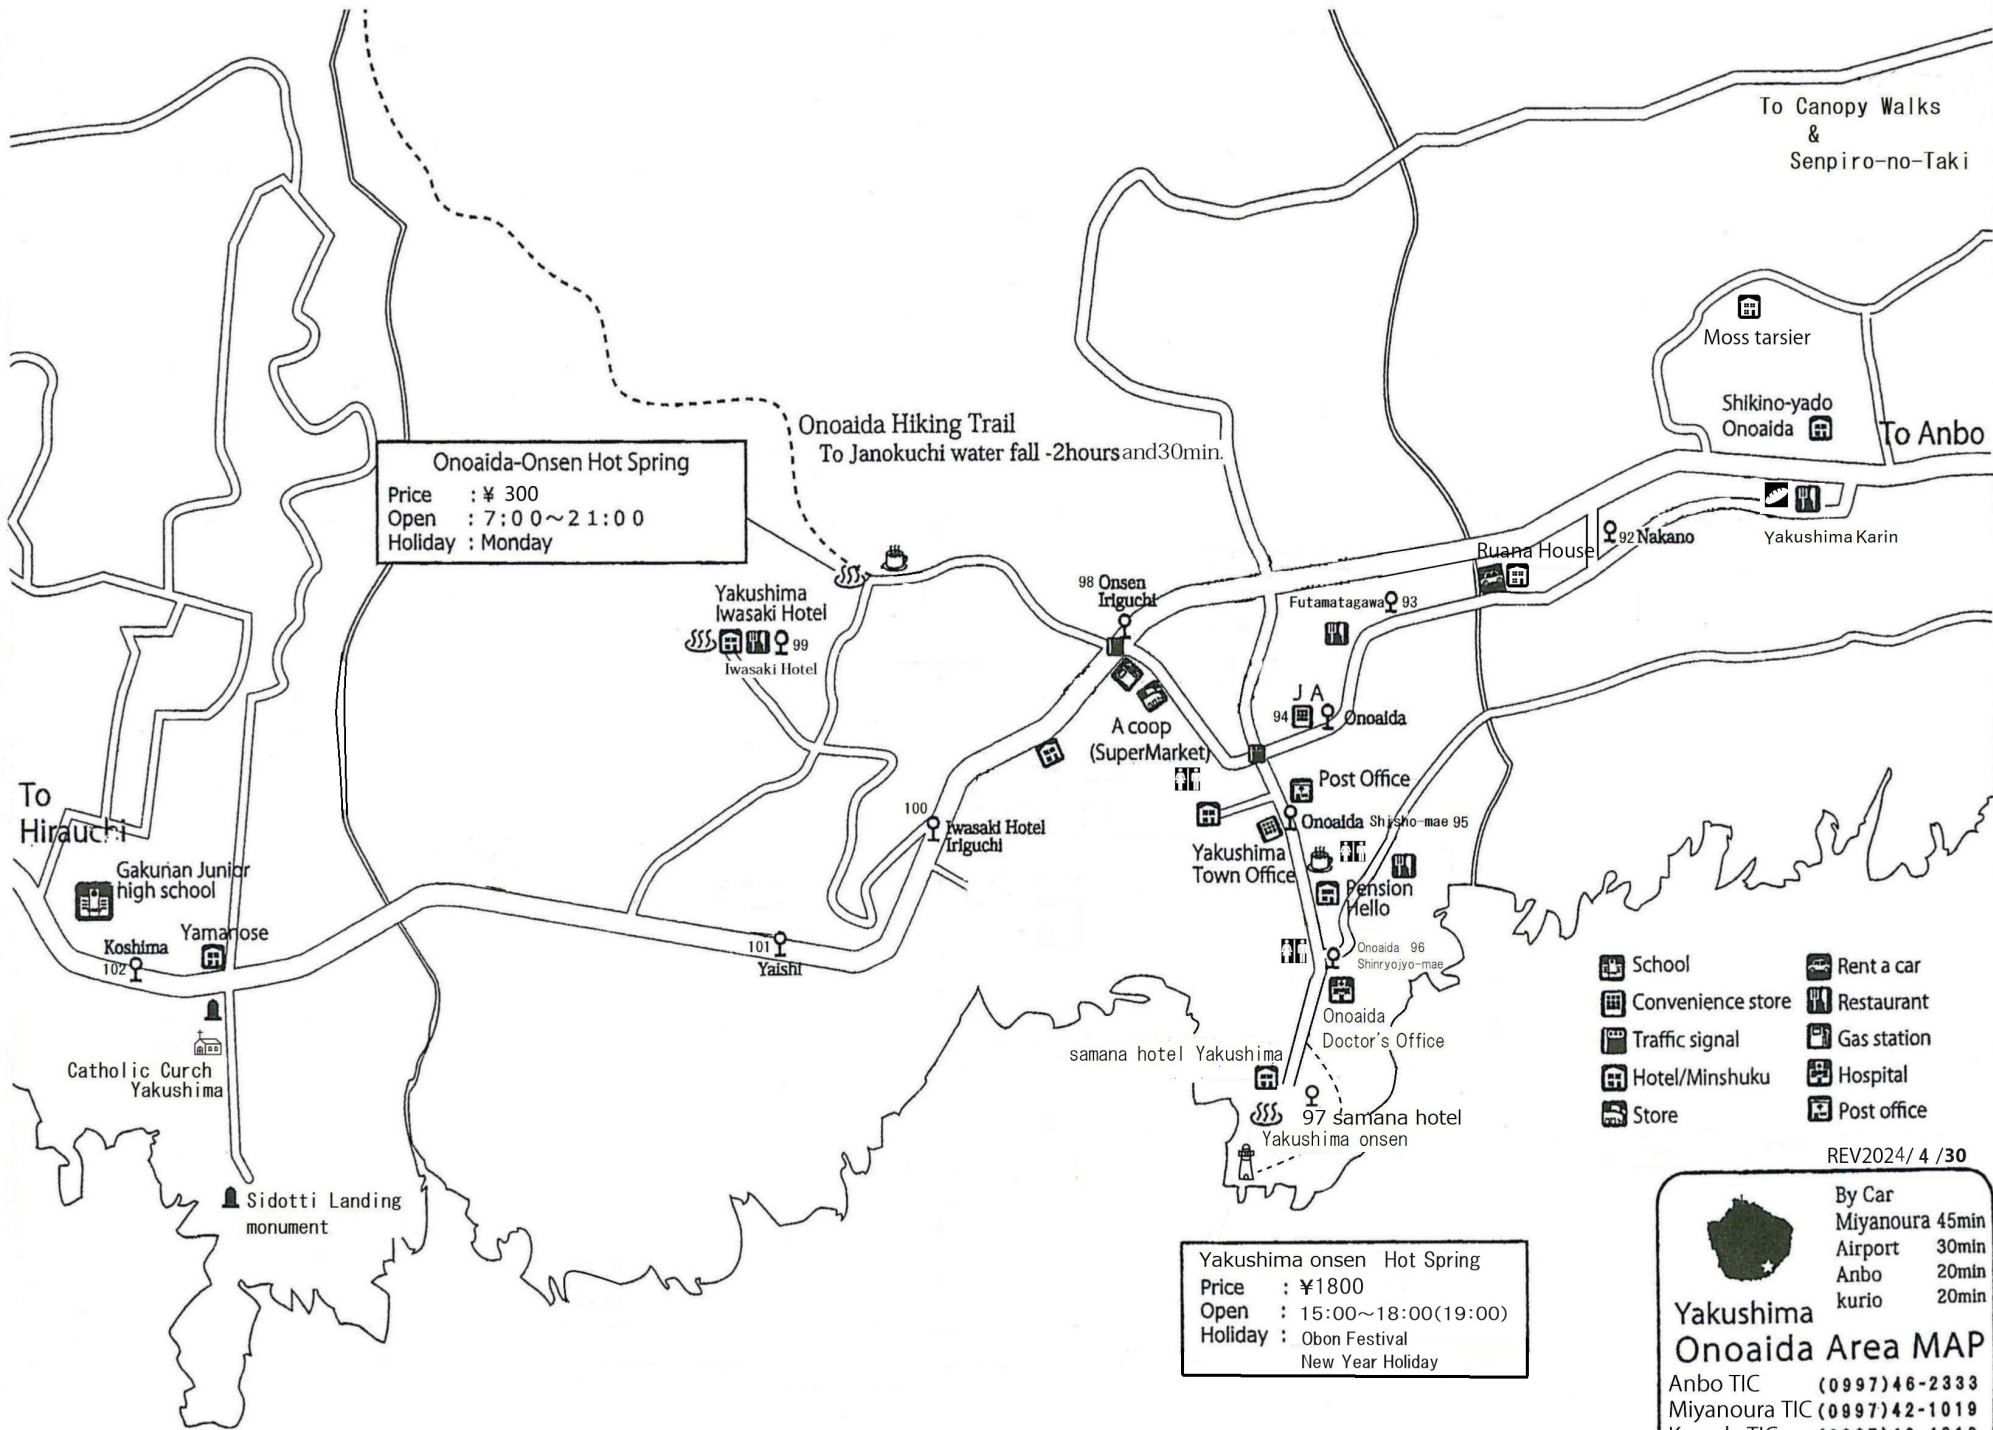 To Canopy Walks
&
Senpiro-no-Taki
Moss tarsier
Shikino-yado
Onoaida
To Anbo
Onoaida Hiking Trail
To Janokuchi water fall -2hours and30min.
Onoaida-Onsen Hot Spring
Price : ¥ 300
Open : 7:00~21:00
Holiday : Monday
Yakushima Karin
92 Nakano
Ruana House
98 Onsen
Iriguchi
Futamatagawa 93
Yakushima
Iwasaki Hotel
99
Iwasaki Hotel
J A
94 Onoaida
A coop
(SuperMarket)
Post Office
To
Hirauchi
100
Iwasaki Hotel
Iriguchi
Onoaida Shisho-mae 95
Yakushima
Town Office
Gakunan Junior
high school
Pension
Hello
Yamanose
Koshima
102
101
Yaishi
Onoaida 96
Shinryojyo-mae
Onoaida
Doctor's Office
samana hotel Yakushima
Catholic Curch
Yakushima
97 samana hotel
Yakushima onsen
Sidotti Landing
monument
School
Convenience store
Traffic signal
Hotel/Minshuku
Store
Rent a car
Restaurant
Gas station
Hospital
Post office
REV2024/ 4 /30
Yakushima onsen Hot Spring
Price : ¥1800
Open : 15:00~18:00(19:00)
Holiday : Obon Festival
New Year Holiday
By Car
Miyanoura 45min
Airport 30min
Anbo 20min
kurio 20min
Yakushima
Onoaida Area MAP
Anbo TIC (0997)46-2333
Miyanoura TIC (0997)42-1019